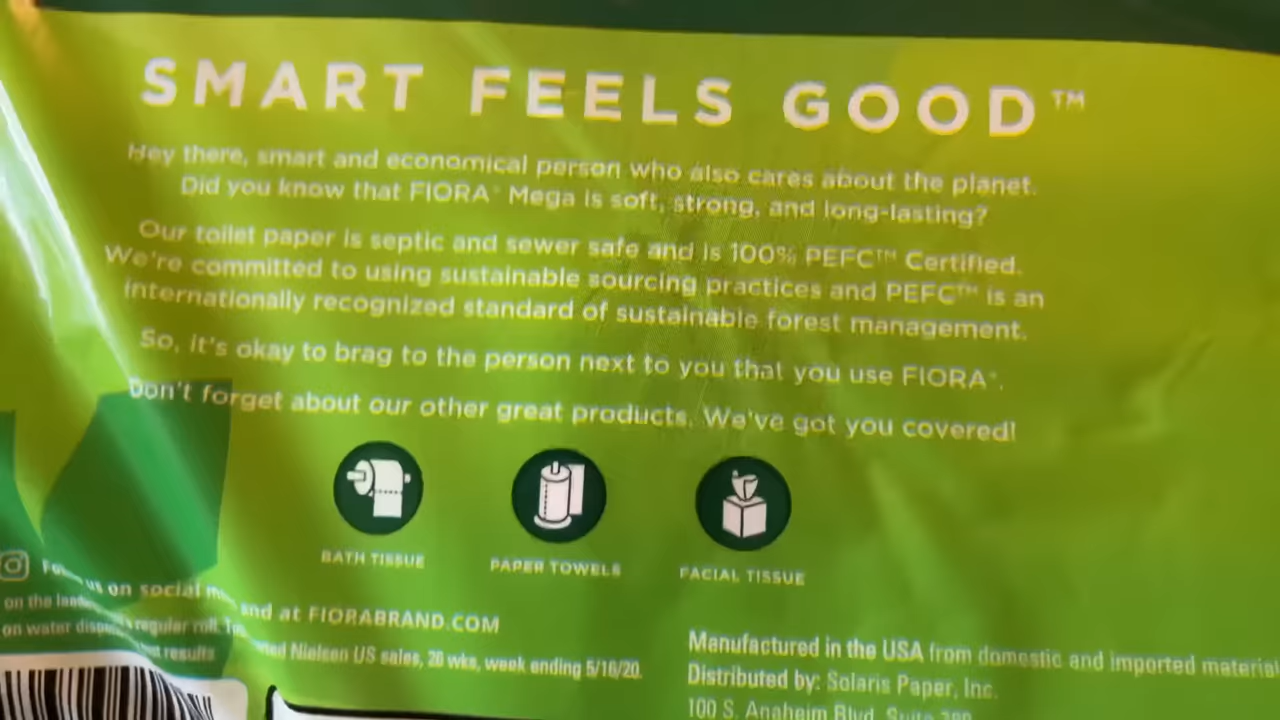 SMART FEELS GOOD™
Hey there, smart and economical person who also cares about the planet.
Did you know that FIORA® Mega is soft, strong, and long-lasting?
Our toilet paper is septic and sewer safe and is 100% PEFC™ Certified.
We're committed to using sustainable sourcing practices and PEFC™ is an
internationally recognized standard of sustainable forest management.
So, it's okay to brag to the person next to you that you use FIORA®.
Don't forget about our other great products. We've got you covered!
BATH TISSUE
PAPER TOWELS
FACIAL TISSUE
us on social and at FIORABRAND.COM
on the
on water regular roll.
results Nielsen US sales, 26 wks, week ending 5/16/20.
Manufactured in the USA from domestic and imported material
Distributed by: Solaris Paper, Inc.
100 S. Anaheim Blvd, Suite